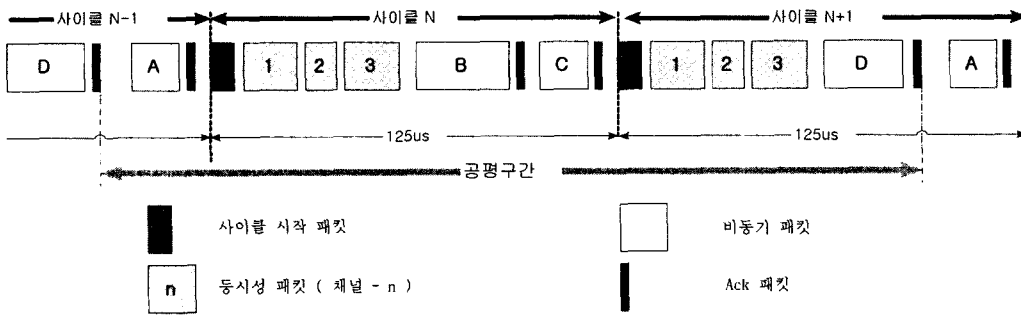 사이클 N-1 사이클 N 사이클 N+1
D A 1 2 3 B C 1 2 3 D A
125us 125us
공평구간
사이클 시작 패킷 비동기 패킷
n 등시성 패킷 ( 채널 - n ) Ack 패킷